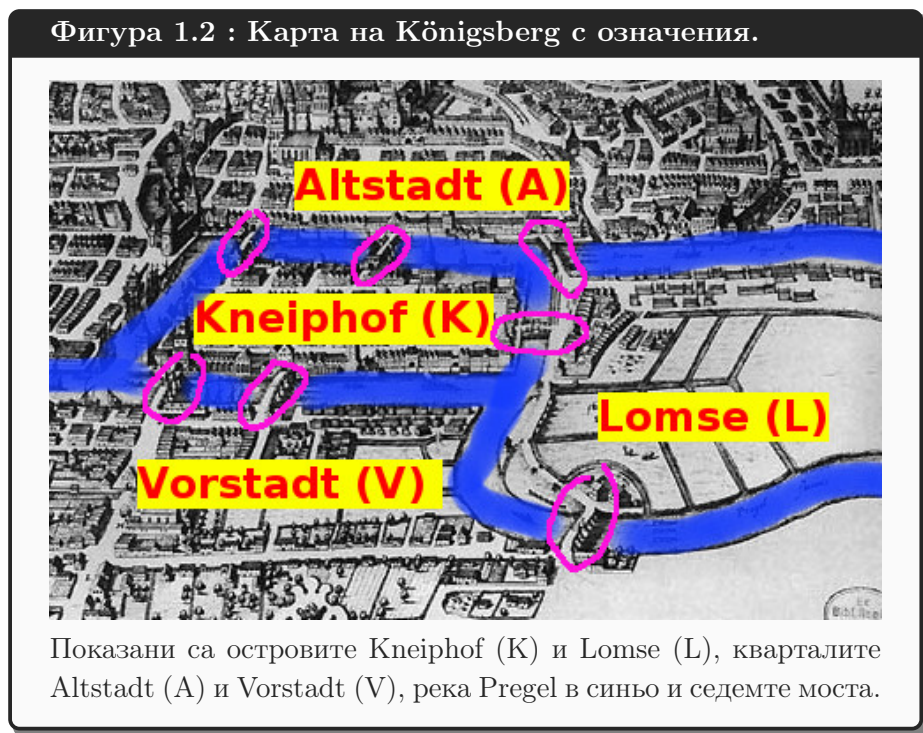 Фигура 1.2 : Карта на Königsberg с означения.
Altstadt (A)
Kneiphof (K)
Lomse (L)
Vorstadt (V)
Показани са островите Kneiphof (K) и Lomse (L), кварталите
Altstadt (A) и Vorstadt (V), река Pregel в синьо и седемте моста.